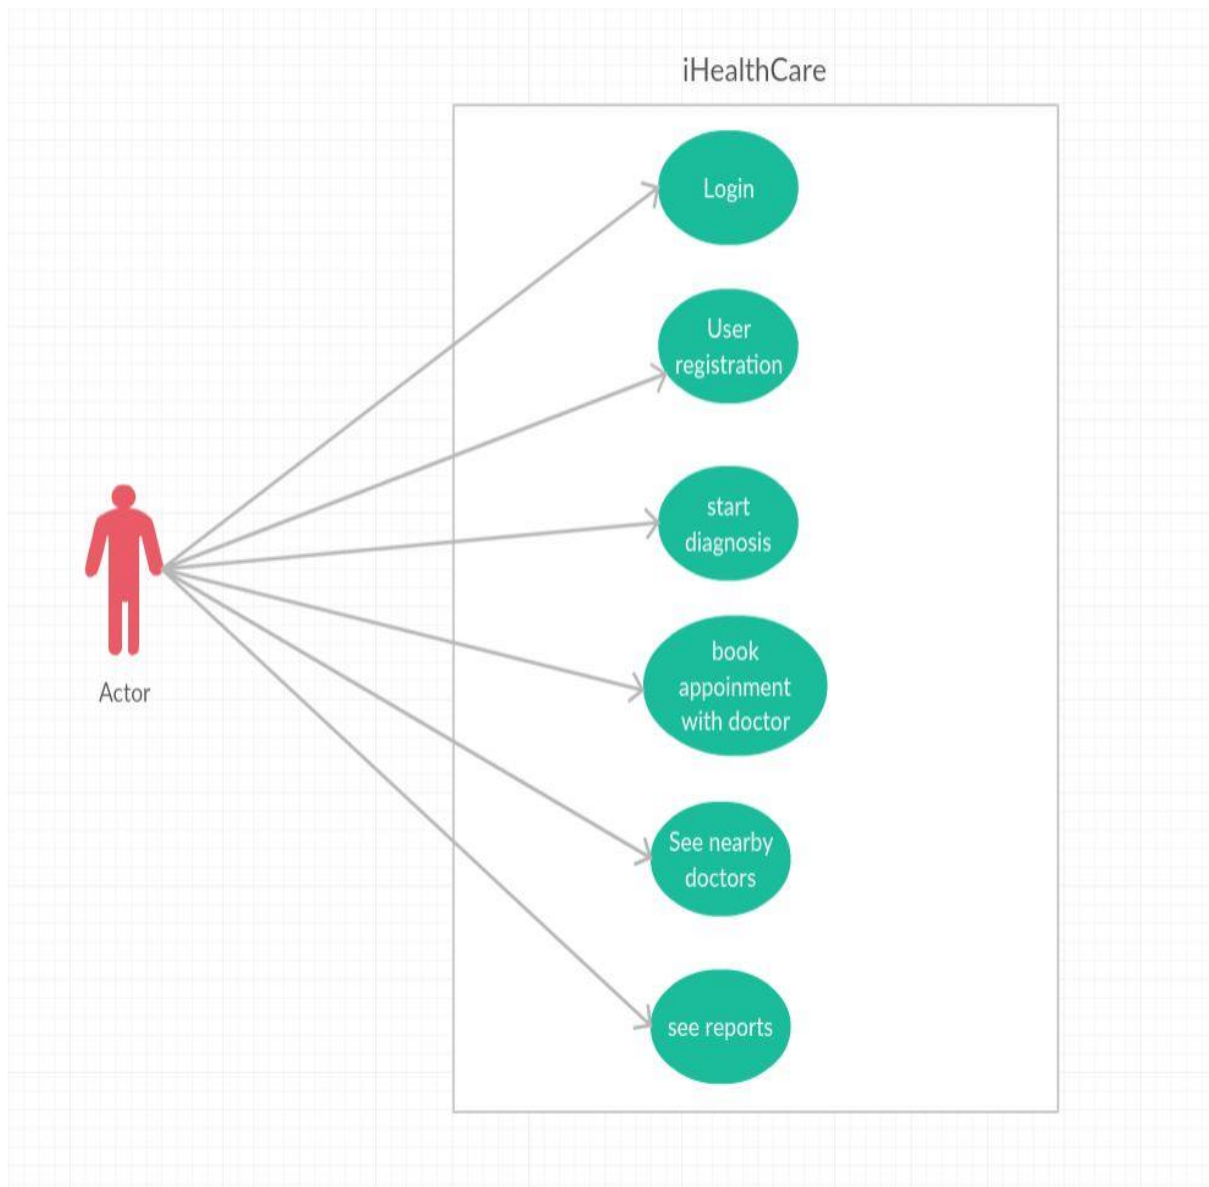 iHealthCare
Login
User
registration
start
diagnosis
book
appoinment
with doctor
Actor
See nearby
doctors
see reports